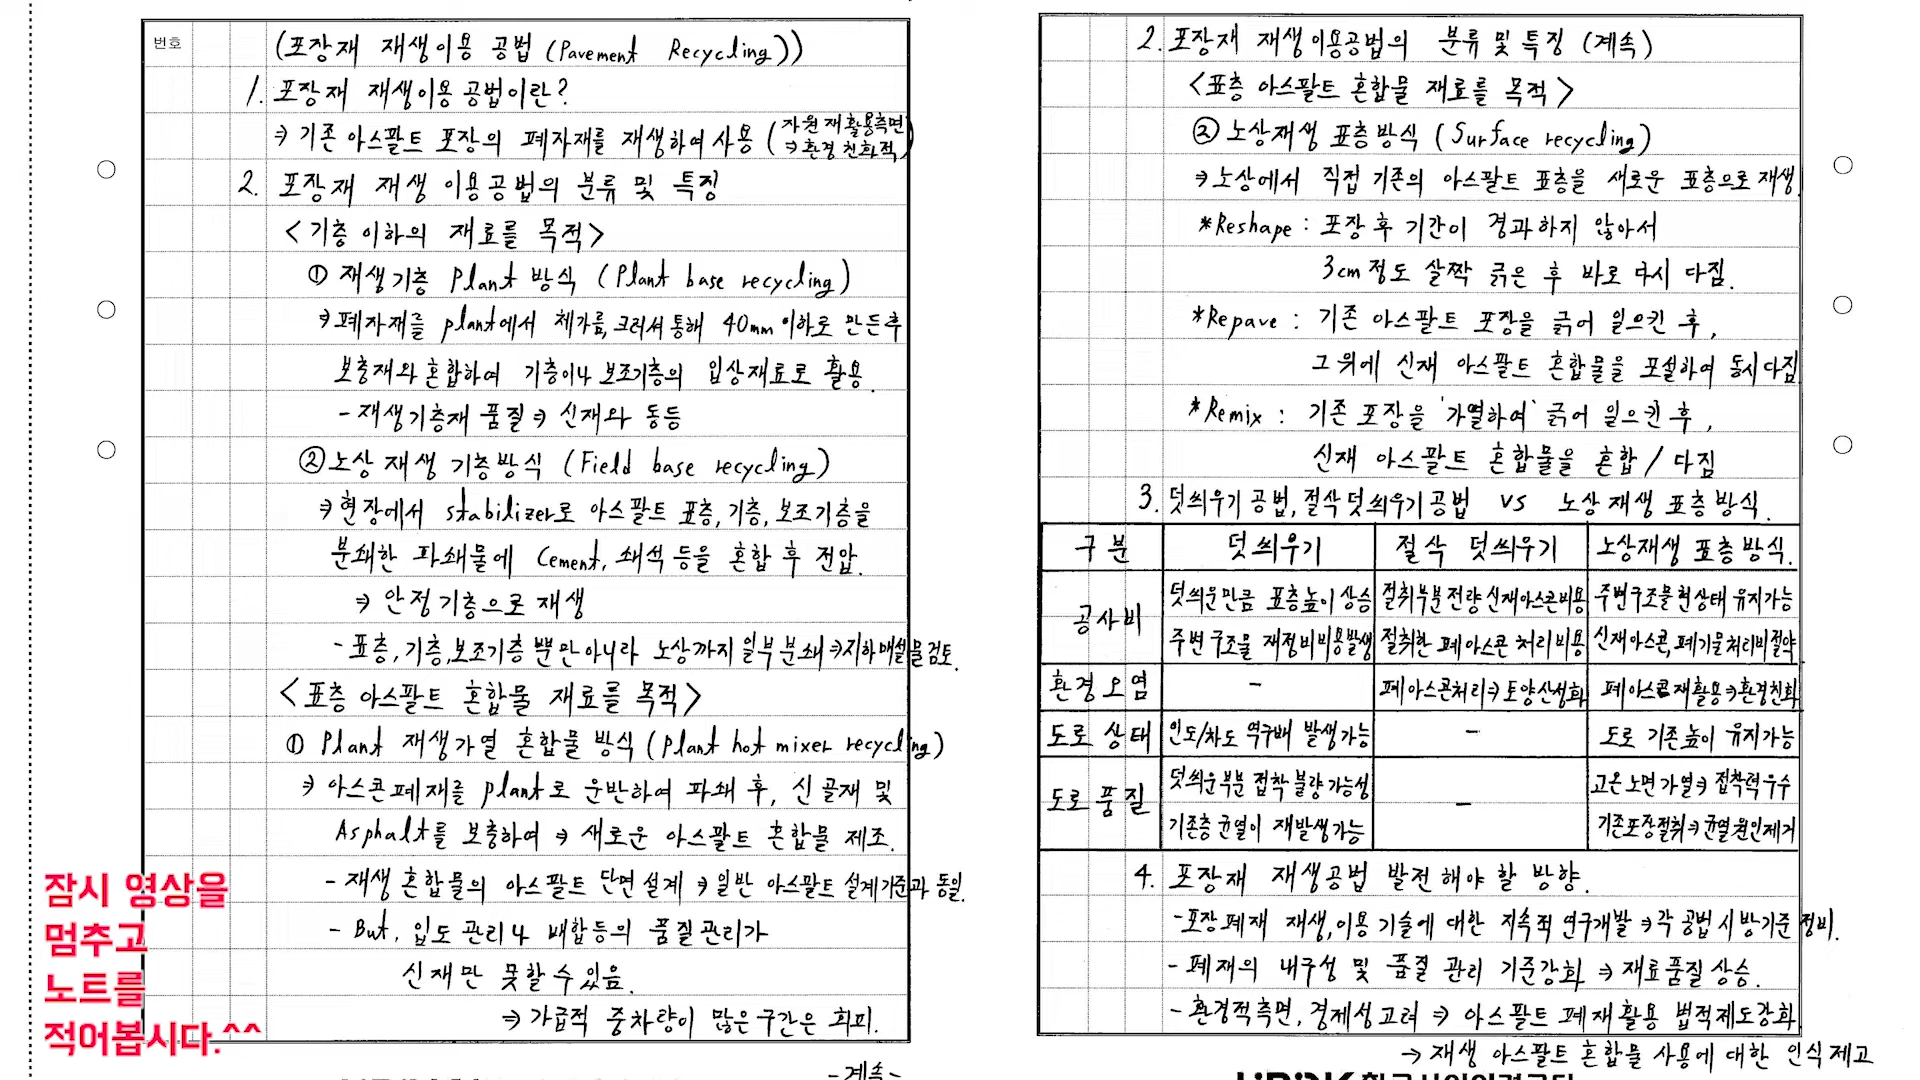 번호
(포장재 재생이용 공법 (Pavement Recycling))
1. 포장재 재생이용 공법이란?
⇒ 기존 아스팔트 포장의 폐자재를 재생하여 사용 (자원 재활용측면 ⇒ 환경 친화적)
2. 포장재 재생 이용공법의 분류 및 특징
<기층 이하의 재료를 목적>
① 재생기층 Plant 방식 (Plant base recycling)
⇒폐자재를 plant에서 체가름, 크러셔 통해 40mm 이하로 만든후
보충재와 혼합하여 기층이나 보조기층의 입상재료로 활용.
- 재생기층재 품질 ⇒ 신재와 동등
② 노상 재생 기층방식 (Field base recycling)
⇒현장에서 stabilizer로 아스팔트 표층, 기층, 보조기층을
분쇄한 파쇄물에 Cement, 쇄석 등을 혼합 후 전압.
⇒ 안정기층으로 재생
- 표층, 기층, 보조기층 뿐만 아니라 노상까지 일부 분쇄⇒지하매설물 검토.
<표층 아스팔트 혼합물 재료를 목적>
① Plant 재생가열 혼합물 방식 (Plant hot mixer recycling)
⇒ 아스콘폐재를 plant로 운반하여 파쇄 후, 신골재 및
Asphalt를 보충하여 ⇒ 새로운 아스팔트 혼합물 제조.
- 재생 혼합물의 아스팔트 단면 설계 ⇒ 일반 아스팔트 설계기준과 동일.
- But, 입도 관리나 배합등의 품질관리가
신재만 못할 수 있음.
⇒ 가급적 중차량이 많은 구간은 회피.
- 계속 -
잠시 영상을
멈추고
노트를
적어봅시다.^^
2. 포장재 재생이용공법의 분류 및 특징 (계속)
<표층 아스팔트 혼합물 재료를 목적>
② 노상재생 표층방식 (Surface recycling)
⇒노상에서 직접 기존의 아스팔트 표층을 새로운 표층으로 재생.
*Reshape : 포장 후 기간이 경과하지 않아서
3cm 정도 살짝 긁은 후 바로 다시 다짐.
*Repave : 기존 아스팔트 포장을 긁어 일으킨 후,
그 위에 신재 아스팔트 혼합물을 포설하여 동시다짐
*Remix : 기존 포장을 '가열하여' 긁어 일으킨 후,
신재 아스팔트 혼합물을 혼합 / 다짐
3. 덧씌우기 공법, 절삭 덧씌우기 공법 vs 노상 재생 표층방식.
구분 덧씌우기 절삭 덧씌우기 노상재생 표층방식.
공사비 덧씌운만큼 표층높이 상승 절취부분 전량 신재아스콘비용 주변구조물 현상태 유지가능
주변 구조물 재정비비용발생 절취한 폐아스콘 처리비용 신재아스콘, 폐기물처리비절약
환경오염 - 폐아스콘처리⇒토양산성화 폐아스콘재활용⇒환경친화
도로 상태 인도/차도 역구배 발생가능 - 도로 기존높이 유지가능
도로 품질 덧씌운부분 접착 불량 가능성 - 고온 노면 가열⇒ 접착력우수
기존층 균열이 재발생가능 기존포장절취⇒균열원인제거
4. 포장재 재생공법 발전해야 할 방향.
-포장폐재 재생,이용 기술에 대한 지속적 연구개발 ⇒각 공법 시방기준 정비.
- 폐재의 내구성 및 품질 관리 기준강화 ⇒ 재료품질 상승.
- 환경적측면, 경제성고려 ⇒ 아스팔트 폐재활용 법적제도강화
→ 재생 아스팔트 혼합물 사용에 대한 인식 제고